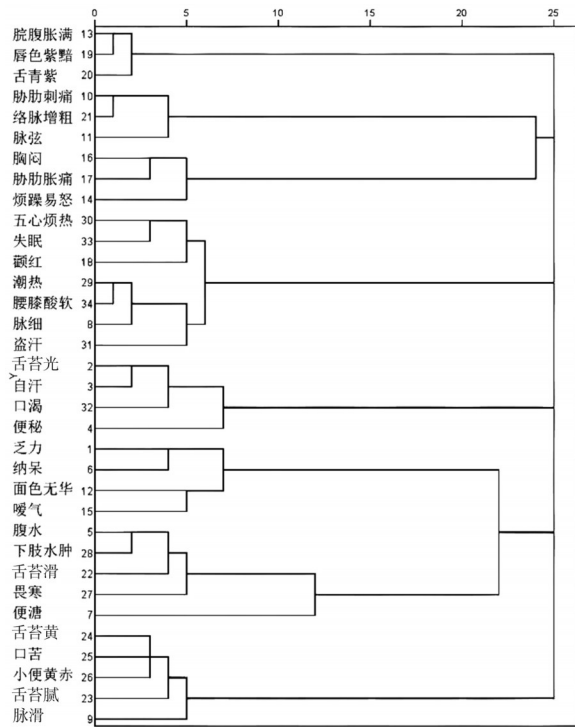 0 5 10 15 20 25
脘腹胀满 13
唇色紫黯 19
舌青紫 20
胁肋刺痛 10
络脉增粗 21
脉弦 11
胸闷 16
胁肋胀痛 17
烦躁易怒 14
五心烦热 30
失眠 33
颧红 18
潮热 29
腰膝酸软 34
脉细 8
盗汗 31
舌苔光 2
Y
自汗 3
口渴 32
便秘 4
乏力 1
纳呆 6
面色无华 12
嗳气 15
腹水 5
下肢水肿 28
舌苔滑 22
畏寒 27
便溏 7
舌苔黄 24
口苦 25
小便黄赤 26
舌苔腻 23
脉滑 9